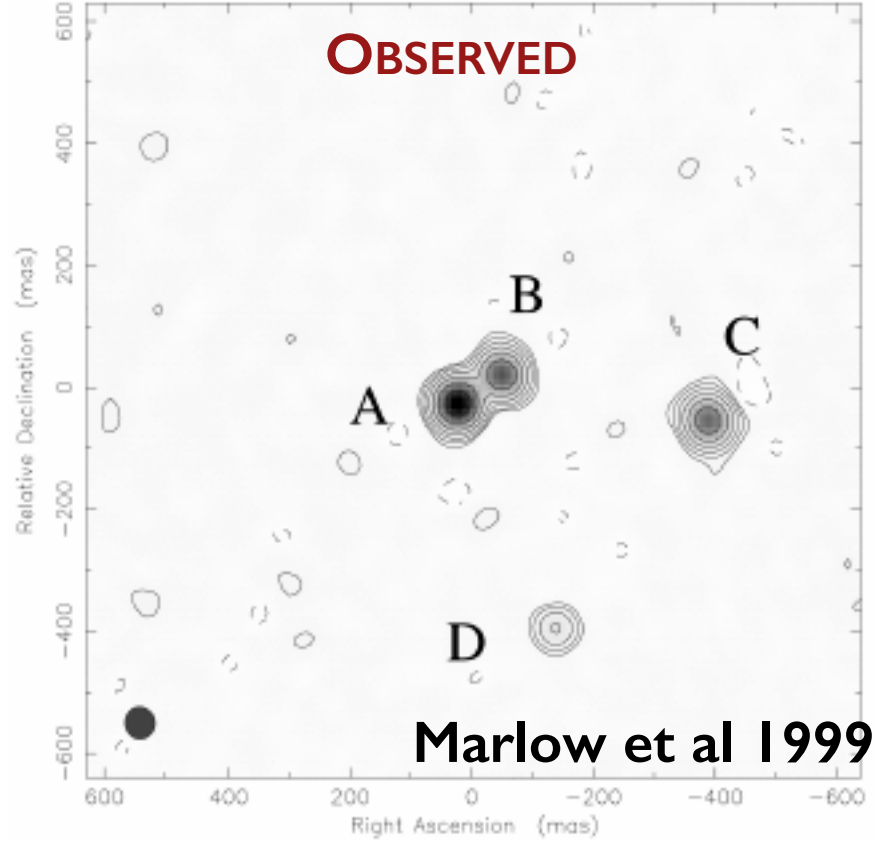 OBSERVED
600
400
200
0
−200
−400
−600
Relative Declination (mas)
B
C
A
D
Marlow et al 1999
600 400 200 0 −200 −400 −600
Right Ascension (mas)